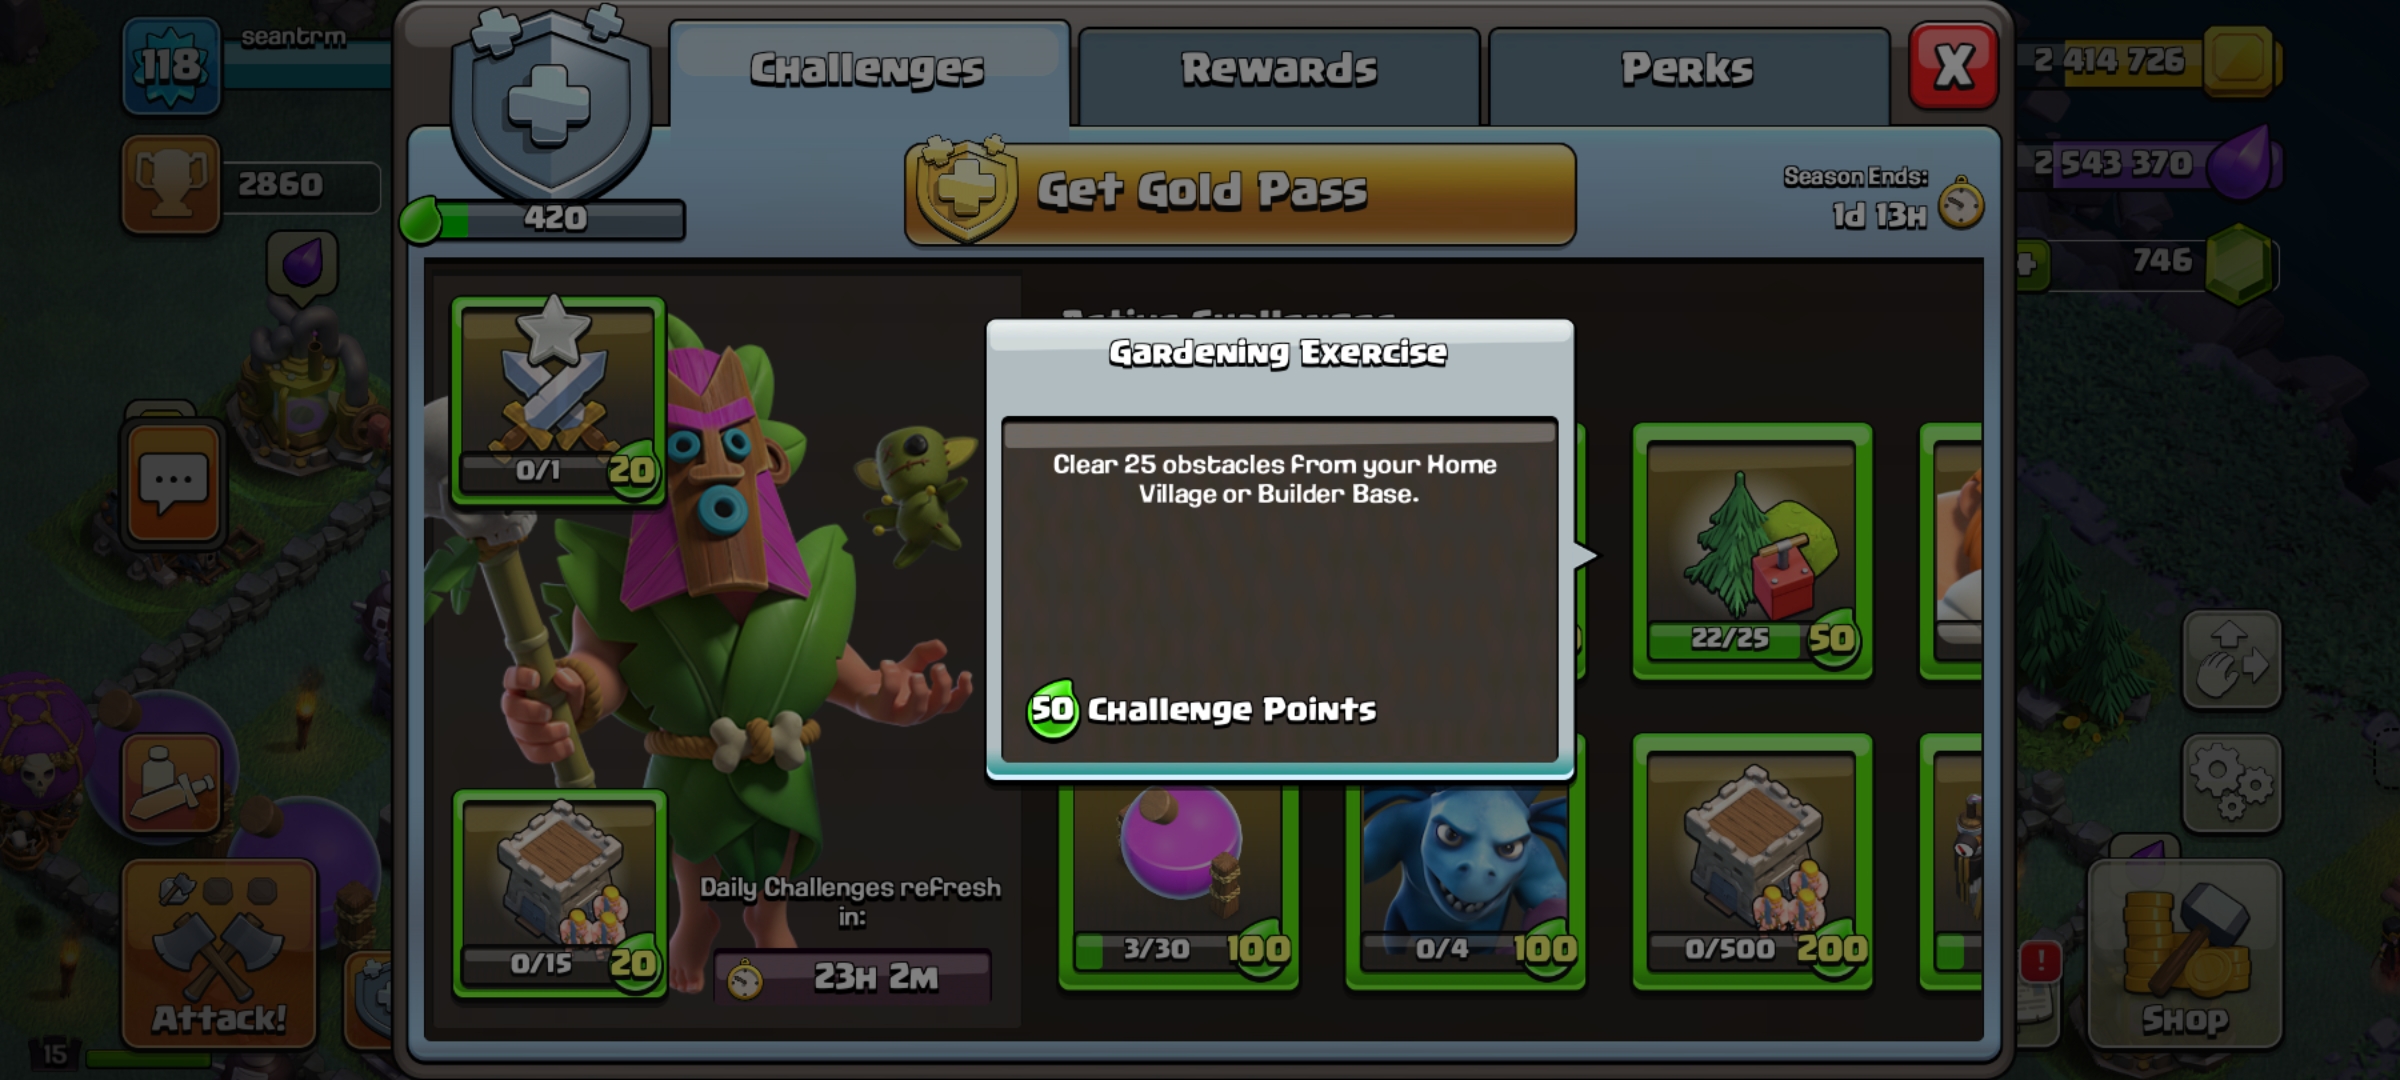 118
seantrm
Challenges
Rewards
Perks
X
2 414 726
2860
420
Get Gold Pass
Season Ends:
1d 13H
2 543 370
746
Active Challenges
Gardening Exercise
Clear 25 obstacles from your Home
Village or Builder Base.
50 Challenge Points
0/1
20
22/25
50
Daily Challenges refresh
in:
23H 2M
0/15
20
3/30
100
0/4
100
0/500
200
Attack!
15
!
Shop